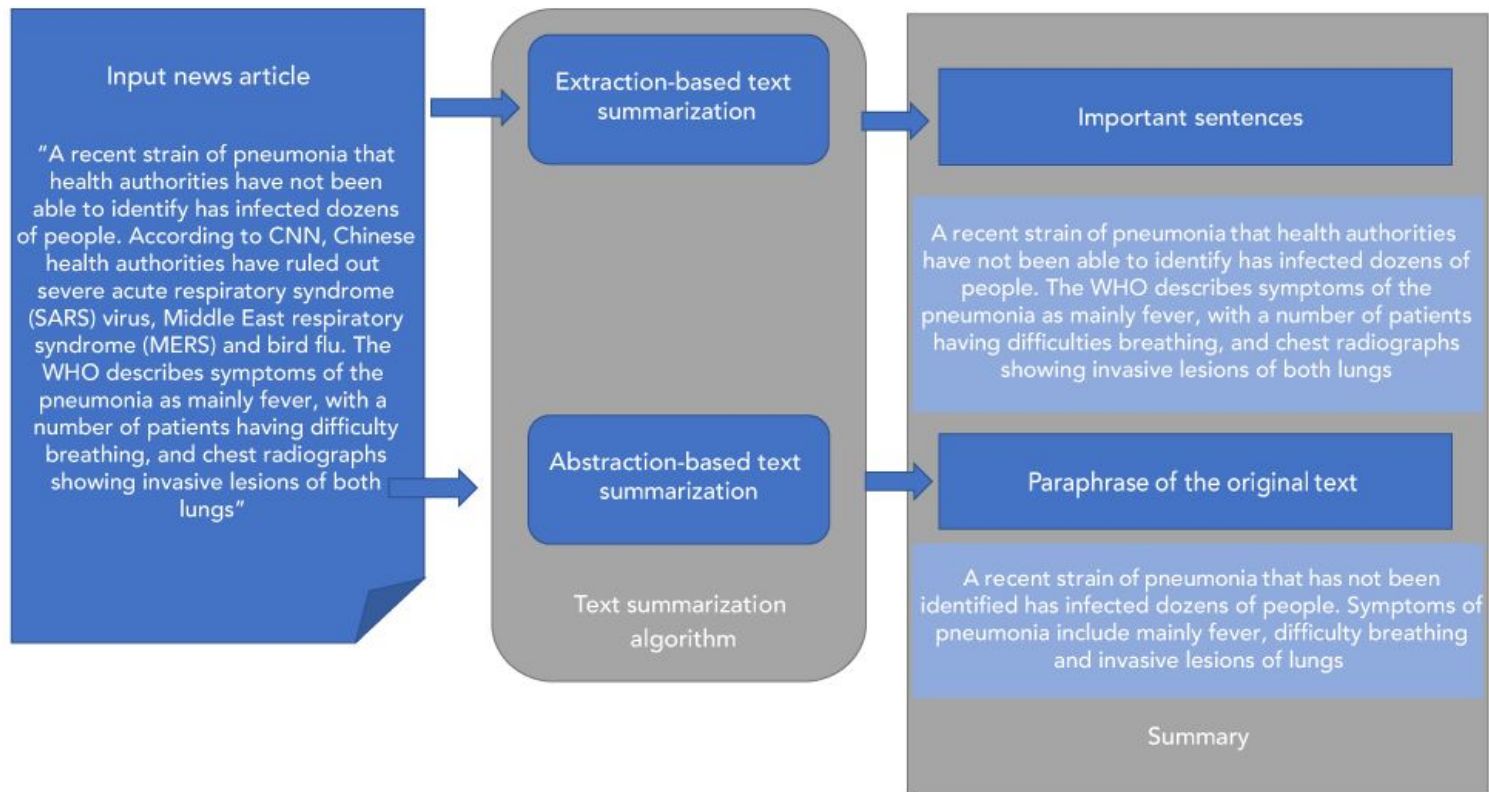 Input news article
“A recent strain of pneumonia that
health authorities have not been
able to identify has infected dozens
of people. According to CNN, Chinese
health authorities have ruled out
severe acute respiratory syndrome
(SARS) virus, Middle East respiratory
syndrome (MERS) and bird flu. The
WHO describes symptoms of the
pneumonia as mainly fever, with a
number of patients having difficulty
breathing, and chest radiographs
showing invasive lesions of both
lungs”
Extraction-based text
summarization
Abstraction-based text
summarization
Text summarization
algorithm
Important sentences
A recent strain of pneumonia that health authorities
have not been able to identify has infected dozens of
people. The WHO describes symptoms of the
pneumonia as mainly fever, with a number of patients
having difficulties breathing, and chest radiographs
showing invasive lesions of both lungs
Paraphrase of the original text
A recent strain of pneumonia that has not been
identified has infected dozens of people. Symptoms of
pneumonia include mainly fever, difficulty breathing
and invasive lesions of lungs
Summary